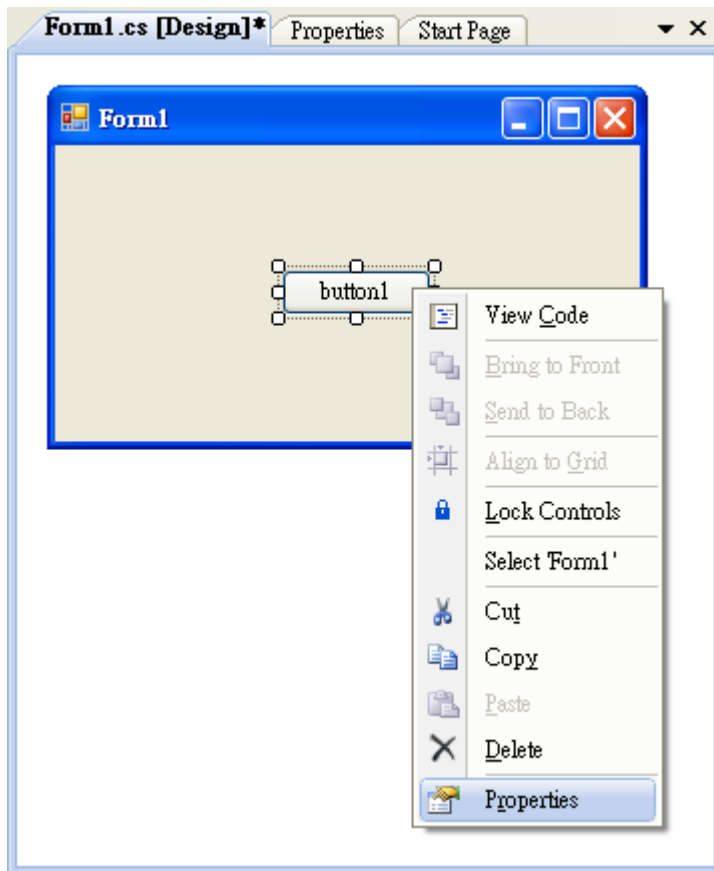 Form1.cs [Design]* Properties Start Page
Form1
button1
View Code
Bring to Front
Send to Back
Align to Grid
Lock Controls
Select 'Form1'
Cut
Copy
Paste
Delete
Properties